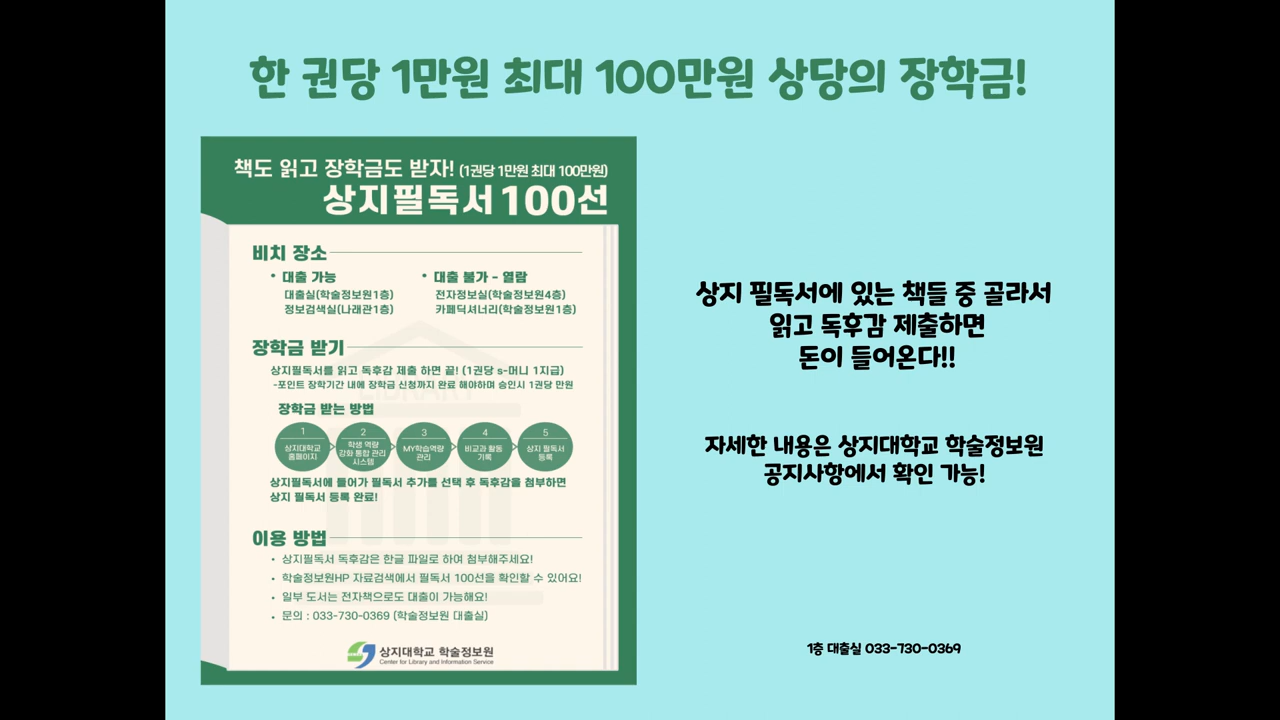 한 권당 1만원 최대 100만원 상당의 장학금!
책도 읽고 장학금도 받자! (1권당 1만원 최대 100만원)
상지필독서 100선
비치 장소
• 대출 가능
대출실(학술정보원1층)
정보검색실(나래관1층)
• 대출 불가 - 열람
전자정보실(학술정보원4층)
카페딕셔너리(학술정보원1층)
장학금 받기
상지필독서를 읽고 독후감 제출 하면 끝! (1권당 s-머니 1지급)
-포인트 장학기간 내에 장학금 신청까지 완료 해야하며 승인시 1권당 만원
LIBRARY
장학금 받는 방법
1
상지대학교
홈페이지
2
학생 역량
강화 통합 관리
시스템
3
MY학습역량
관리
4
비교과 활동
기록
5
상지 필독서
등록
상지필독서에 들어가 필독서 추가를 선택 후 독후감을 첨부하면
상지 필독서 등록 완료!
이용 방법
• 상지필독서 독후감은 한글 파일로 하여 첨부해주세요!
• 학술정보원HP 자료검색에서 필독서 100선을 확인할 수 있어요!
• 일부 도서는 전자책으로도 대출이 가능해요!
• 문의 : 033-730-0369 (학술정보원 대출실)
상지대학교 학술정보원
Center for Library and Information Service
상지 필독서에 있는 책들 중 골라서
읽고 독후감 제출하면
돈이 들어온다!!
자세한 내용은 상지대학교 학술정보원
공지사항에서 확인 가능!
1층 대출실 033-730-0369